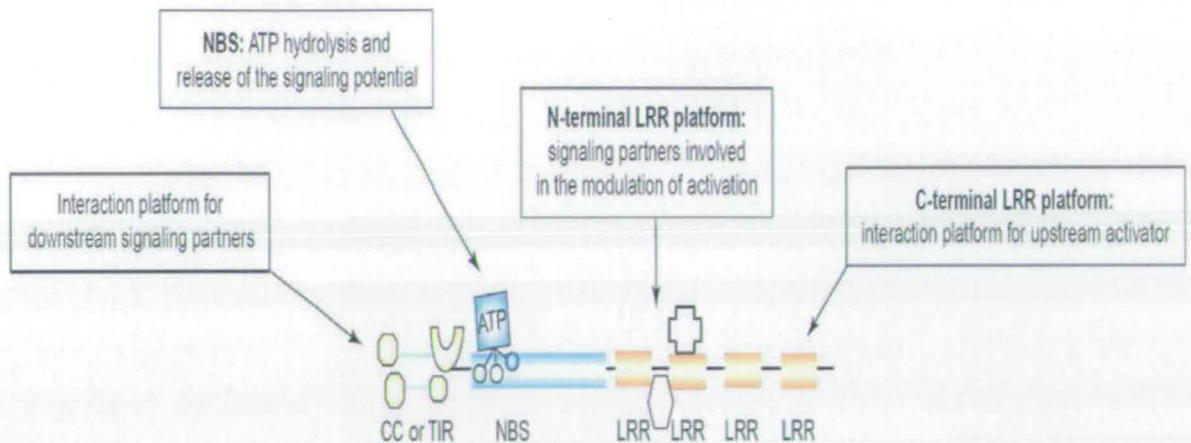 NBS: ATP hydrolysis and
release of the signaling potential
N-terminal LRR platform:
signaling partners involved
in the modulation of activation
Interaction platform for
downstream signaling partners
C-terminal LRR platform:
interaction platform for upstream activator
ATP
CC or TIR NBS LRR LRR LRR LRR